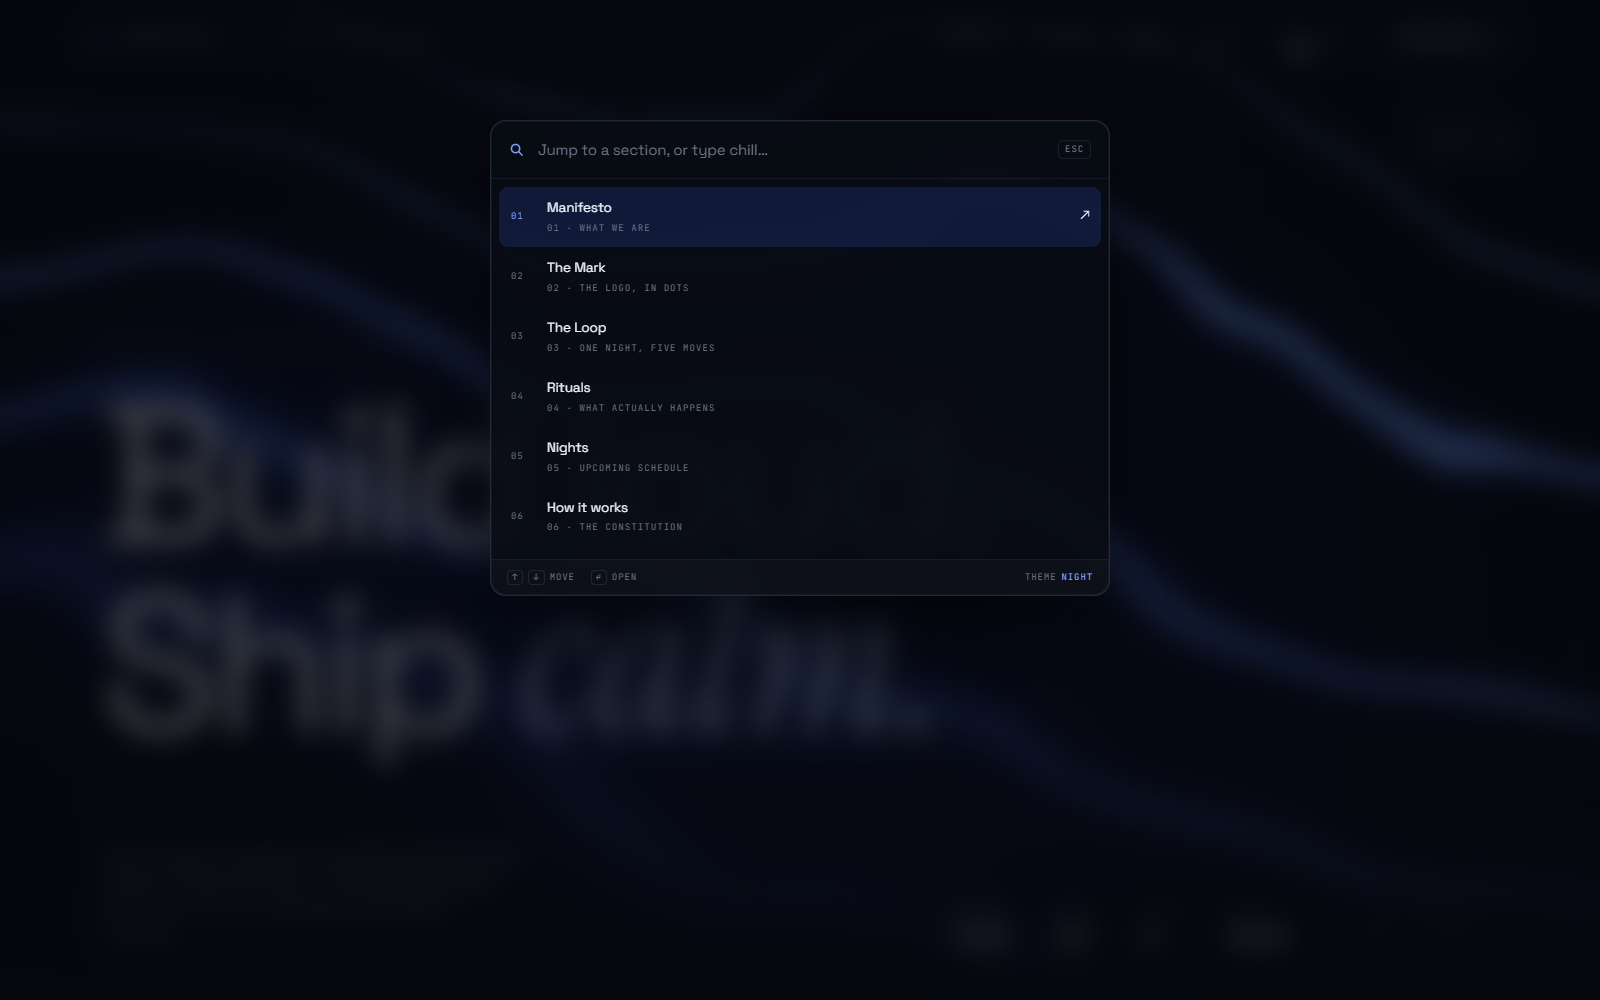 Jump to a section, or type chill...
ESC
01
Manifesto
01 · WHAT WE ARE
02
The Mark
02 · THE LOGO, IN DOTS
03
The Loop
03 · ONE NIGHT, FIVE MOVES
04
Rituals
04 · WHAT ACTUALLY HAPPENS
05
Nights
05 · UPCOMING SCHEDULE
06
How it works
06 · THE CONSTITUTION
↑ ↓ MOVE ↵ OPEN
THEME NIGHT
Ship calm.